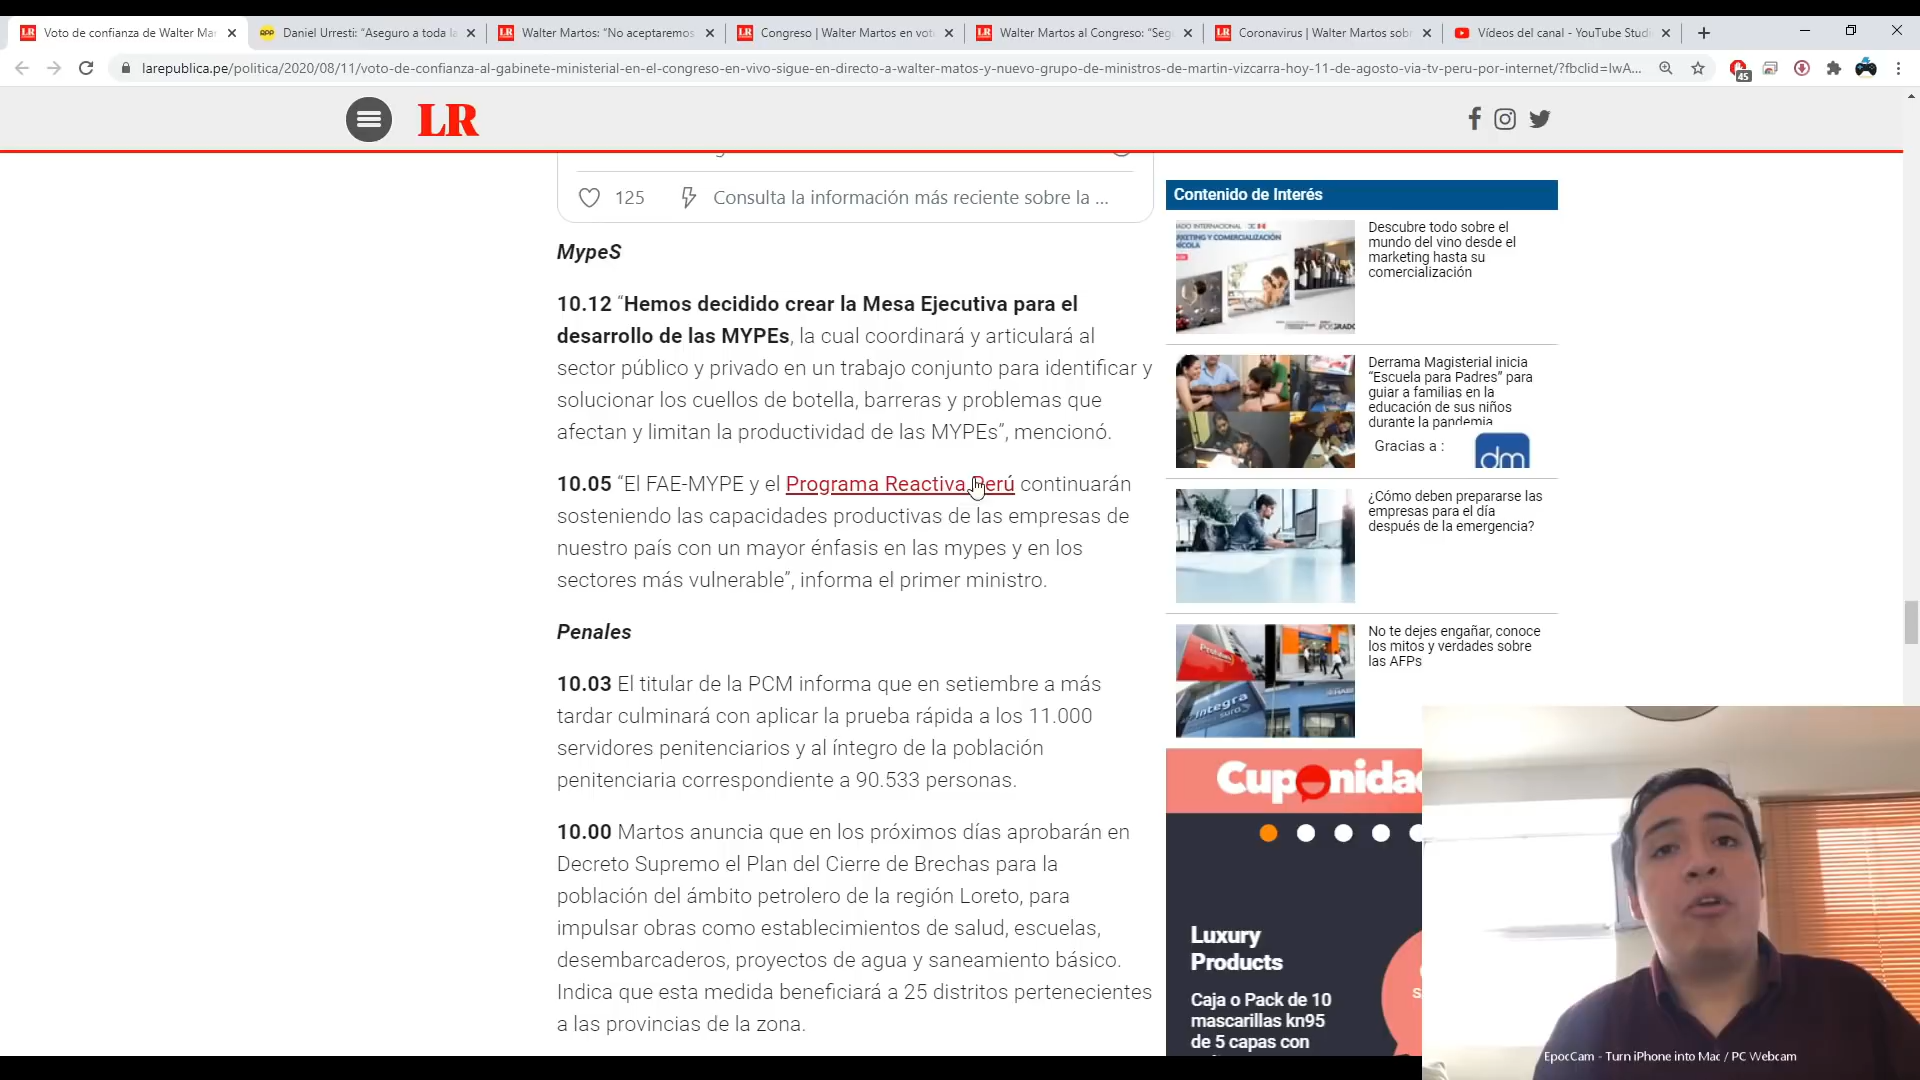 Voto de confianza de Walter Ma
Daniel Urresti: “Aseguro a toda la
Walter Martos: “No aceptaremos
Congreso | Walter Martos en vot
Walter Martos al Congreso: “Seg
Coronavirus | Walter Martos sob
Vídeos del canal - YouTube Stud
larepublica.pe/politica/2020/08/11/voto-de-confianza-al-gabinete-ministerial-en-el-congreso-en-vivo-sigue-en-directo-a-walter-matos-y-nuevo-grupo-de-ministros-de-martin-vizcarra-hoy-11-de-agosto-via-tv-peru-por-internet/?fbclid=IwA...
45
LR
125
Consulta la información más reciente sobre la ...
MypeS
10.12 “Hemos decidido crear la Mesa Ejecutiva para el
desarrollo de las MYPEs, la cual coordinará y articulará al
sector público y privado en un trabajo conjunto para identificar y
solucionar los cuellos de botella, barreras y problemas que
afectan y limitan la productividad de las MYPEs”, mencionó.
10.05 “El FAE-MYPE y el Programa Reactiva Perú continuarán
sosteniendo las capacidades productivas de las empresas de
nuestro país con un mayor énfasis en las mypes y en los
sectores más vulnerable”, informa el primer ministro.
Penales
10.03 El titular de la PCM informa que en setiembre a más
tardar culminará con aplicar la prueba rápida a los 11.000
servidores penitenciarios y al íntegro de la población
penitenciaria correspondiente a 90.533 personas.
10.00 Martos anuncia que en los próximos días aprobarán en
Decreto Supremo el Plan del Cierre de Brechas para la
población del ámbito petrolero de la región Loreto, para
impulsar obras como establecimientos de salud, escuelas,
desembarcaderos, proyectos de agua y saneamiento básico.
Indica que esta medida beneficiará a 25 distritos pertenecientes
a las provincias de la zona.
Contenido de Interés
Descubre todo sobre el
mundo del vino desde el
marketing hasta su
comercialización
Derrama Magisterial inicia
“Escuela para Padres” para
guiar a familias en la
educación de sus niños
durante la pandemia
Gracias a :
dm
¿Cómo deben prepararse las
empresas para el día
después de la emergencia?
No te dejes engañar, conoce
los mitos y verdades sobre
las AFPs
Integra
Cuponidad
Luxury
Products
Caja o Pack de 10
mascarillas kn95
de 5 capas con
EpocCam - Turn iPhone into Mac / PC Webcam